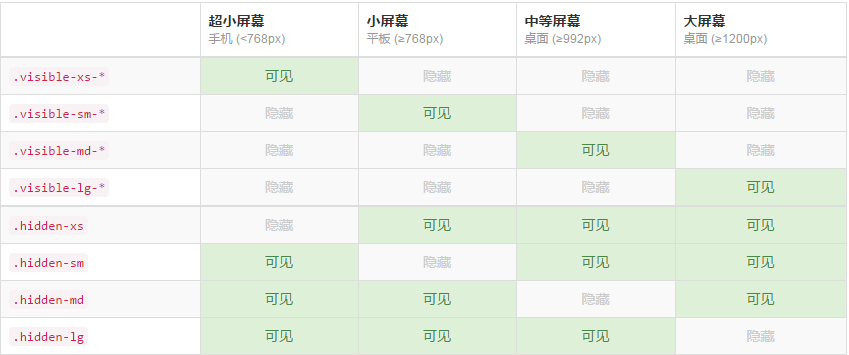 超小屏幕 小屏幕 中等屏幕 大屏幕
手机 (<768px) 平板 (≥768px) 桌面 (≥992px) 桌面 (≥1200px)
.visible-xs-* 可见 隐藏 隐藏 隐藏
.visible-sm-* 隐藏 可见 隐藏 隐藏
.visible-md-* 隐藏 隐藏 可见 隐藏
.visible-lg-* 隐藏 隐藏 隐藏 可见
.hidden-xs 隐藏 可见 可见 可见
.hidden-sm 可见 隐藏 可见 可见
.hidden-md 可见 可见 隐藏 可见
.hidden-lg 可见 可见 可见 隐藏